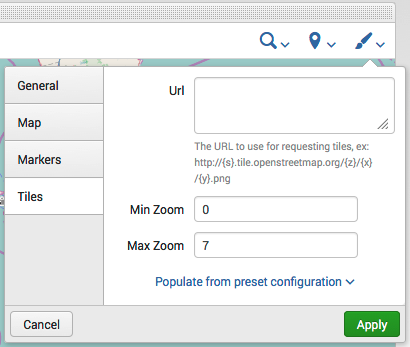 General
Map
Markers
Tiles
Url
The URL to use for requesting tiles, ex:
http://{s}.tile.openstreetmap.org/{z}/{x}
/{y}.png
Min Zoom
0
Max Zoom
7
Populate from preset configuration
Cancel
Apply